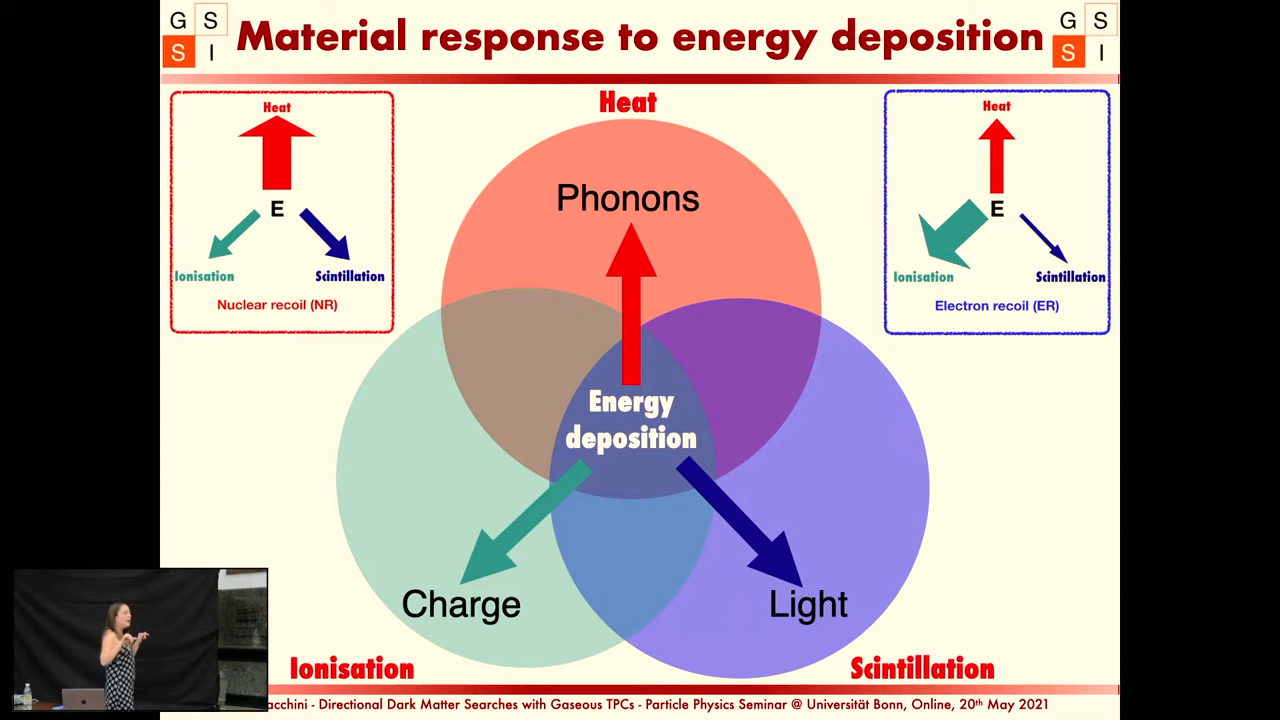 G S
S I
Material response to energy deposition
G S
S I
Heat
E
Ionisation
Scintillation
Nuclear recoil (NR)
Heat
Phonons
Energy
deposition
Charge
Light
Ionisation
Scintillation
Heat
E
Ionisation
Scintillation
Electron recoil (ER)
acchini - Directional Dark Matter Searches with Gaseous TPCs - Particle Physics Seminar @ Universität Bonn, Online, 20th May 2021